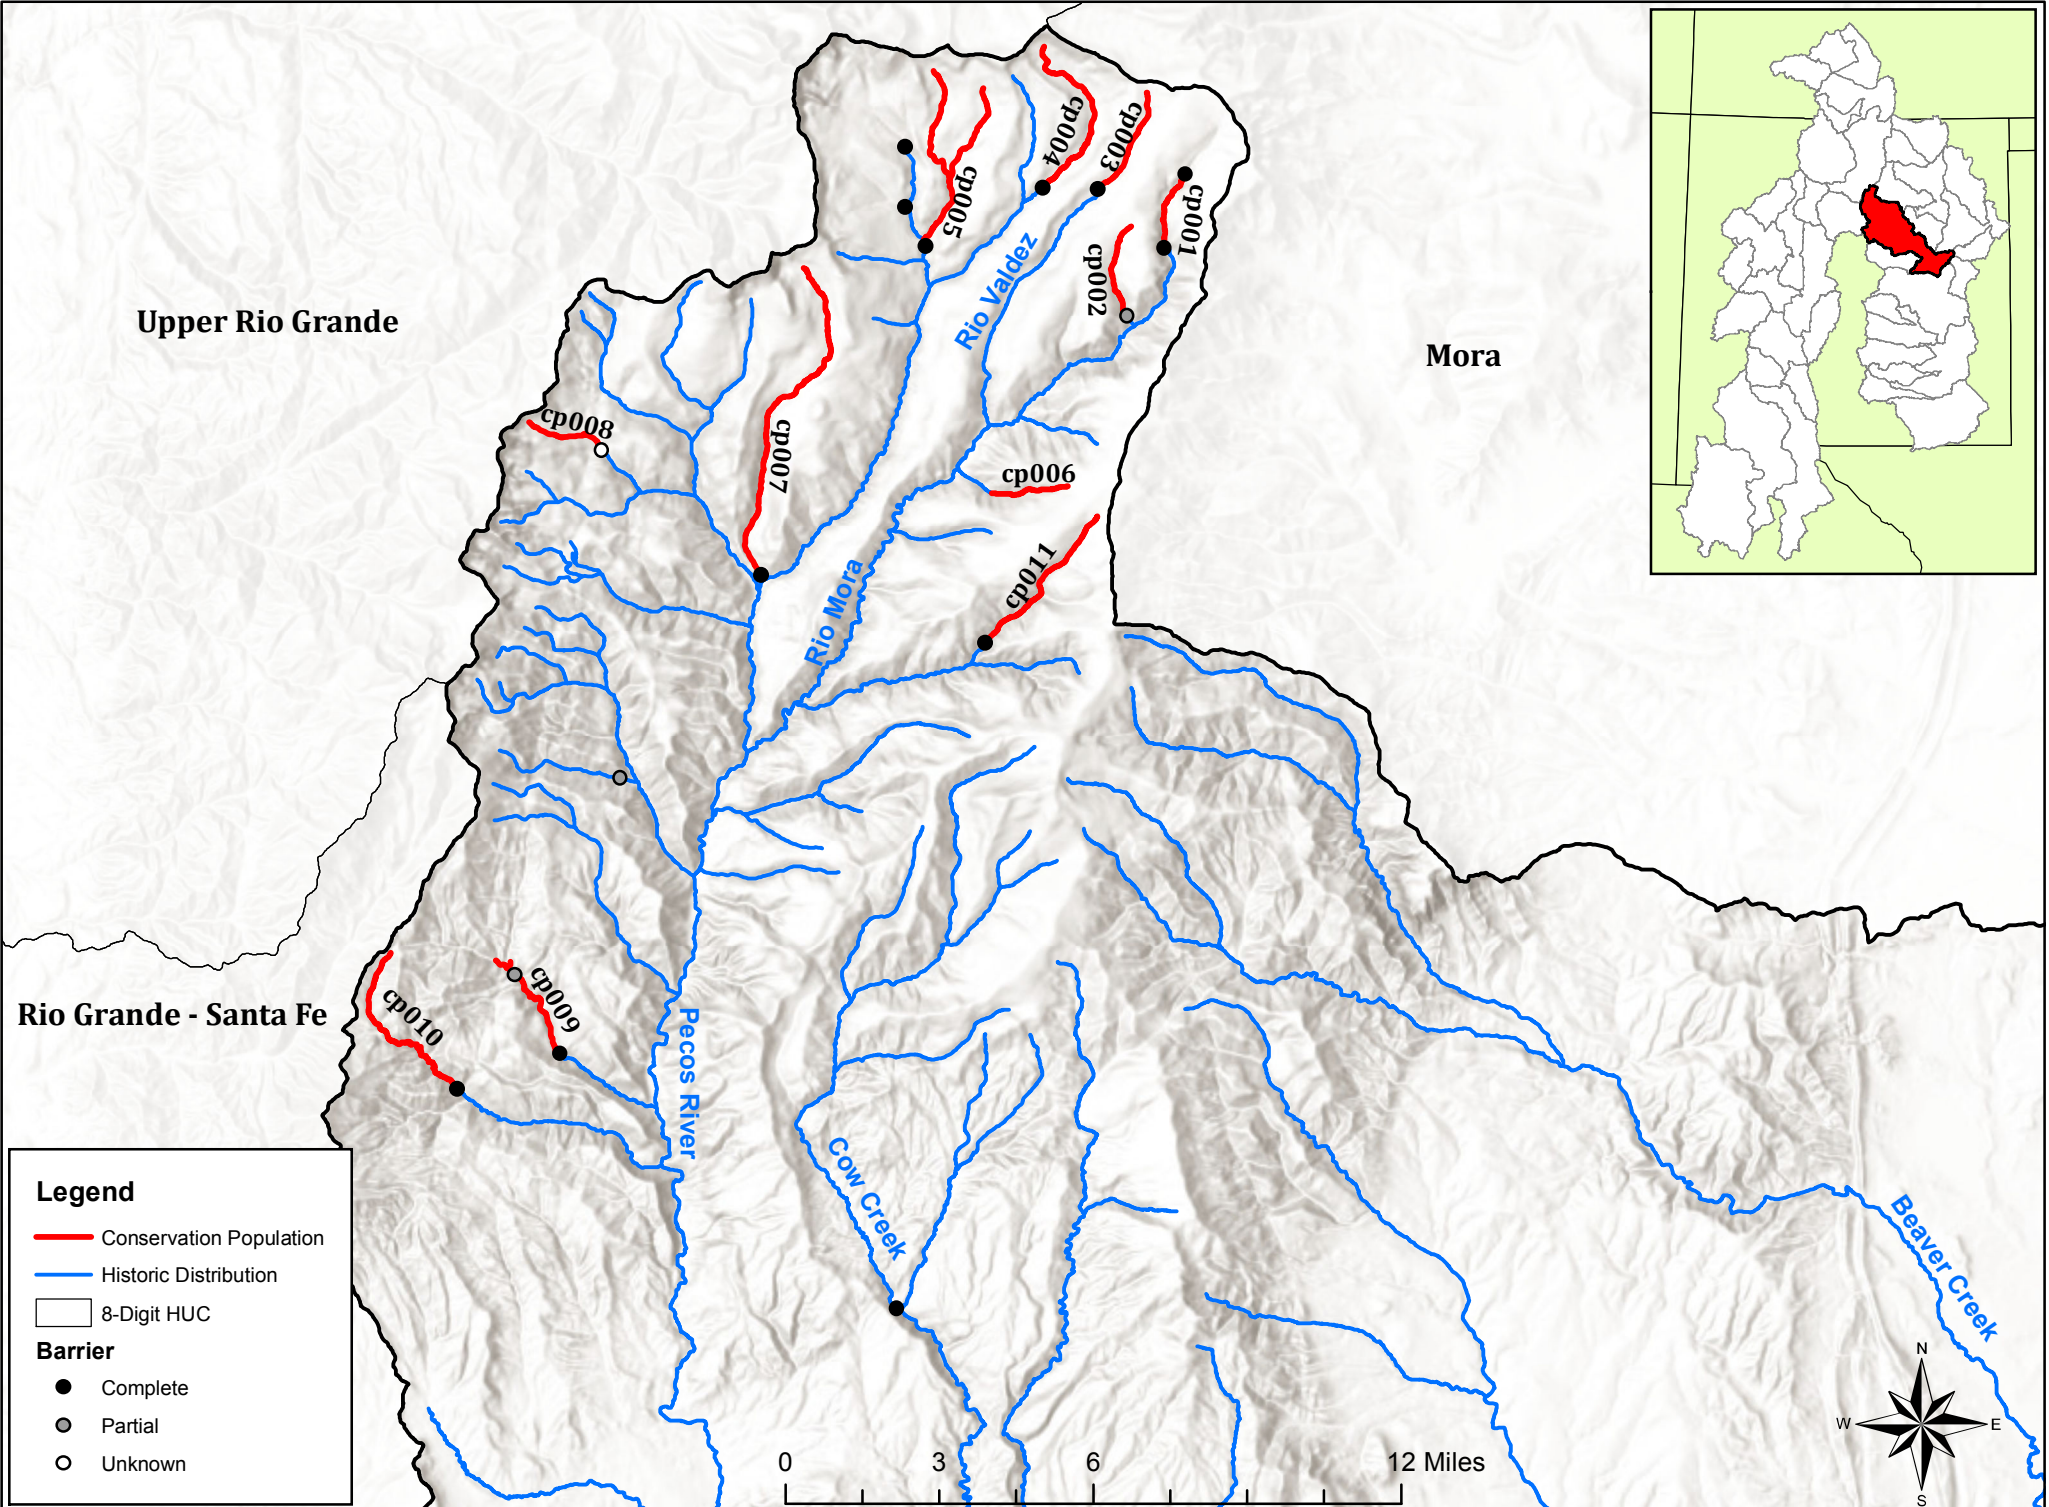 cp004
cp003
cp005
cp001
Rio Valdez
cp002
Upper Rio Grande
Mora
cp008
cp007
cp006
cp011
Rio Mora
cp009
cp010
Rio Grande - Santa Fe
Pecos River
Cow Creek
Beaver Creek
Legend
Conservation Population
Historic Distribution
8-Digit HUC
Barrier
Complete
Partial
Unknown
0 3 6 12 Miles
N
W E
S